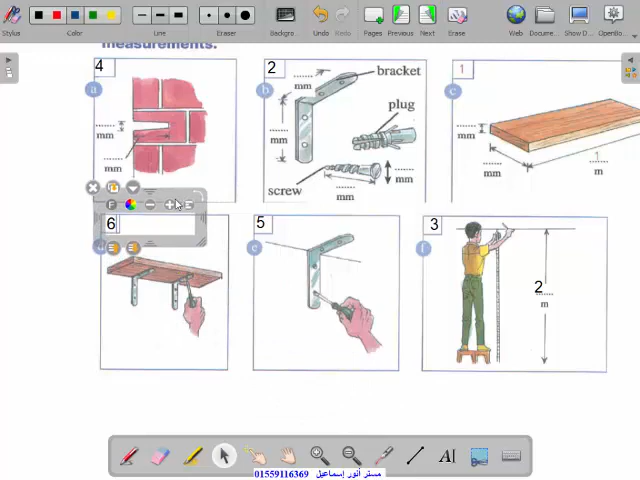 Stylus
Color
Line
Eraser
Backgro...
Undo
Redo
Pages
Previous
Next
Erase
Web
Docume...
Show D...
OpenBo...
measurements.
4
a
mm
mm
2
b
mm
bracket
mm
plug
mm
screw
mm
1
c
mm
mm
1
m
6
5
e
3
f
2
m
مستر أنور إسماعيل 01559116369